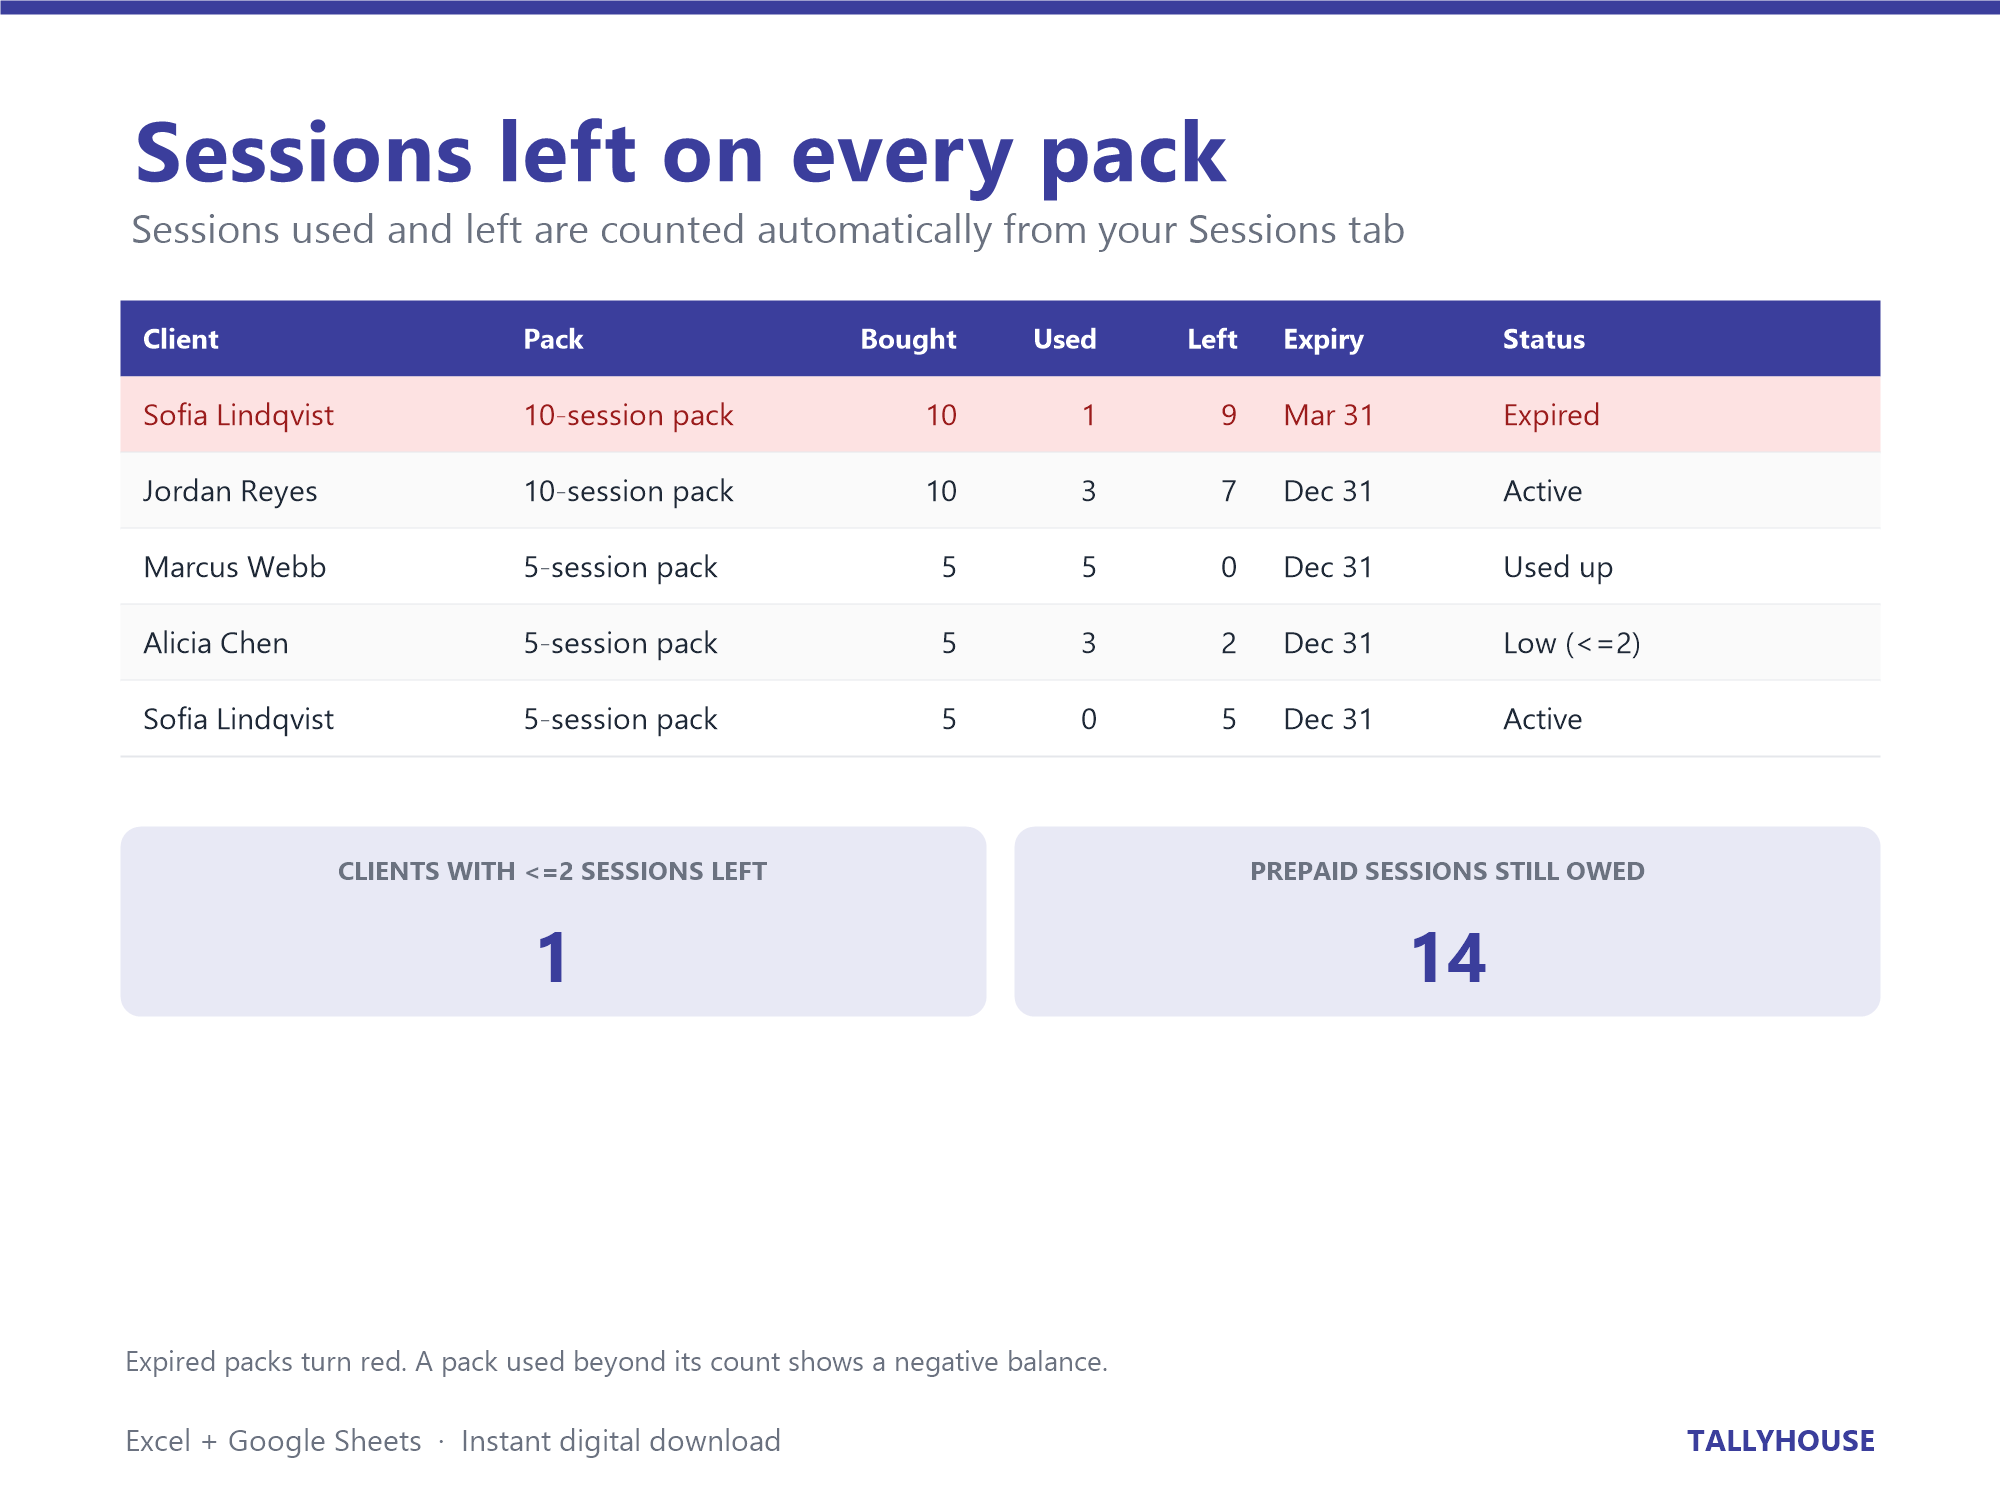 Sessions left on every pack
Sessions used and left are counted automatically from your Sessions tab
Client Pack Bought Used Left Expiry Status
Sofia Lindqvist 10-session pack 10 1 9 Mar 31 Expired
Jordan Reyes 10-session pack 10 3 7 Dec 31 Active
Marcus Webb 5-session pack 5 5 0 Dec 31 Used up
Alicia Chen 5-session pack 5 3 2 Dec 31 Low (<=2)
Sofia Lindqvist 5-session pack 5 0 5 Dec 31 Active
CLIENTS WITH <=2 SESSIONS LEFT
1
PREPAID SESSIONS STILL OWED
14
Expired packs turn red. A pack used beyond its count shows a negative balance.
Excel + Google Sheets · Instant digital download
TALLYHOUSE